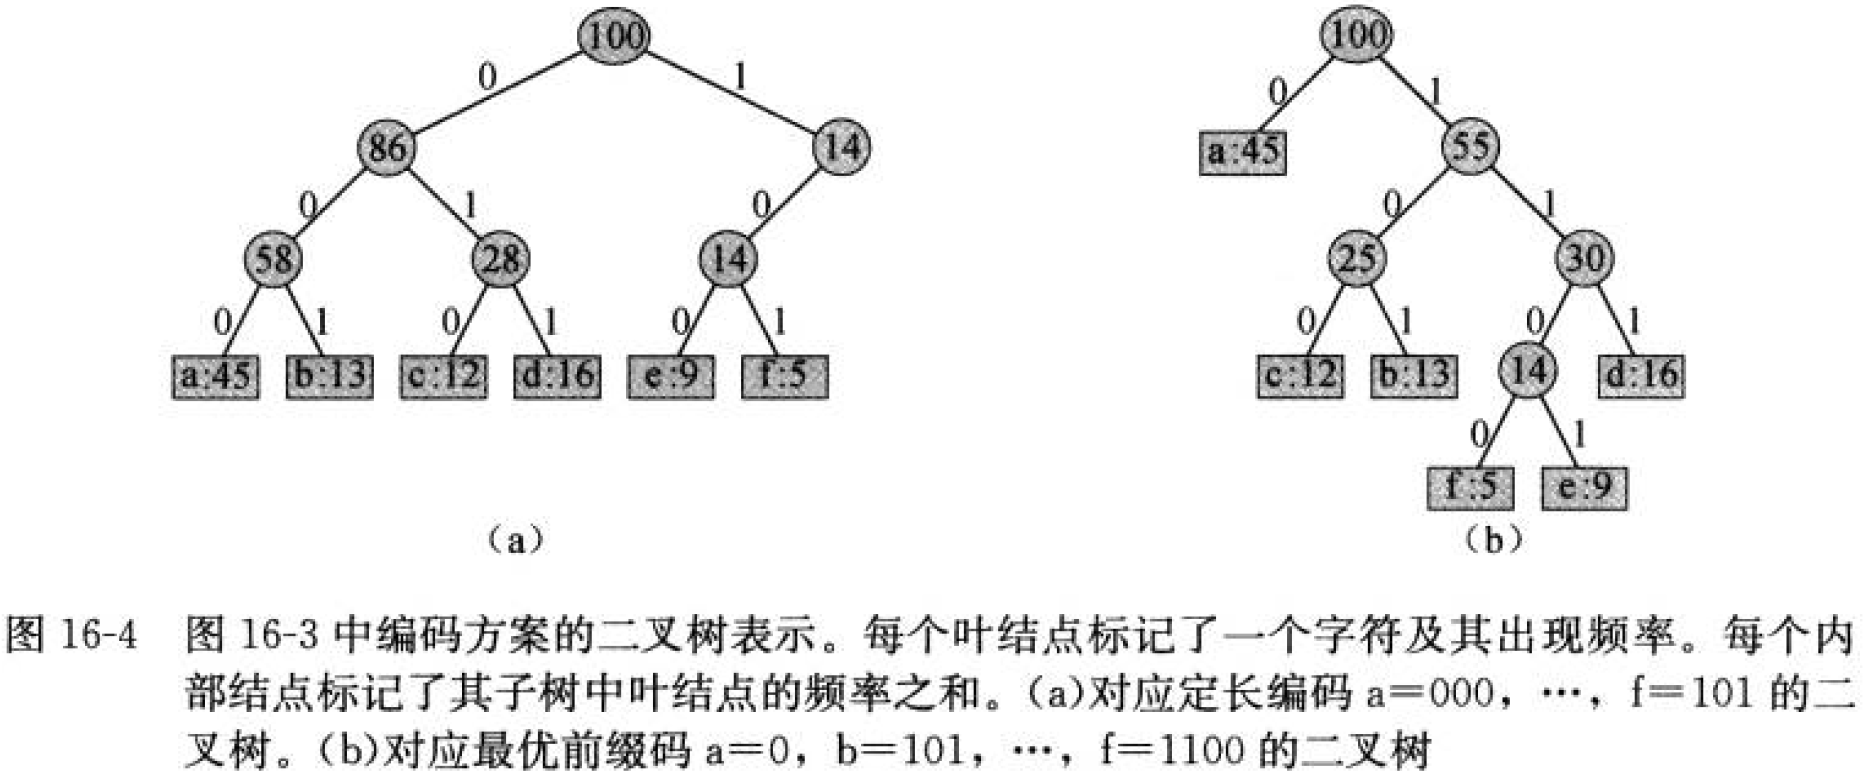 100 100
0 1 0 1
86 14 a:45 55
0 1 0 0 1
58 28 14 25 30
0 1 0 1 0 1 0 1 0 1
a:45 b:13 c:12 d:16 e:9 f:5 c:12 b:13 14 d:16
0 1
f:5 e:9
(a) (b)
图 16-4 图 16-3 中编码方案的二叉树表示。每个叶结点标记了一个字符及其出现频率。每个内
部结点标记了其子树中叶结点的频率之和。(a)对应定长编码 a=000，…，f=101 的二
叉树。(b)对应最优前缀码 a=0，b=101，…，f=1100 的二叉树